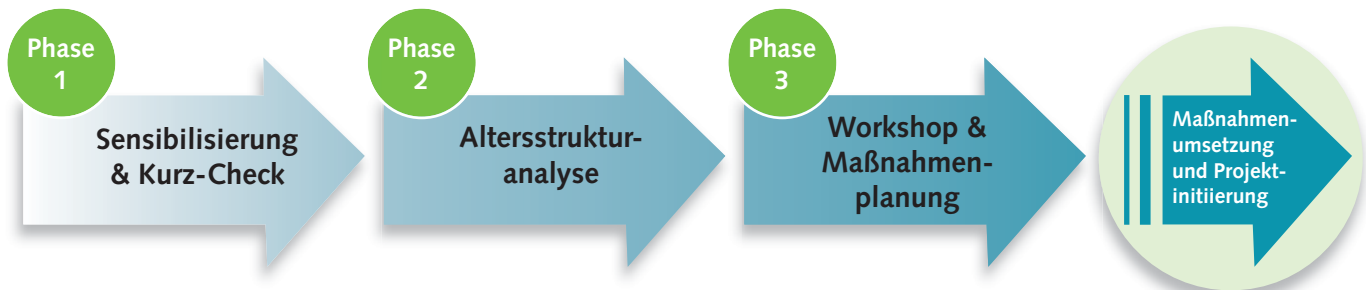 Phase
1
Sensibilisierung
& Kurz-Check
Phase
2
Altersstruktur-
analyse
Phase
3
Workshop &
Maßnahmen-
planung
Maßnahmen-
umsetzung
und Projekt-
initiierung